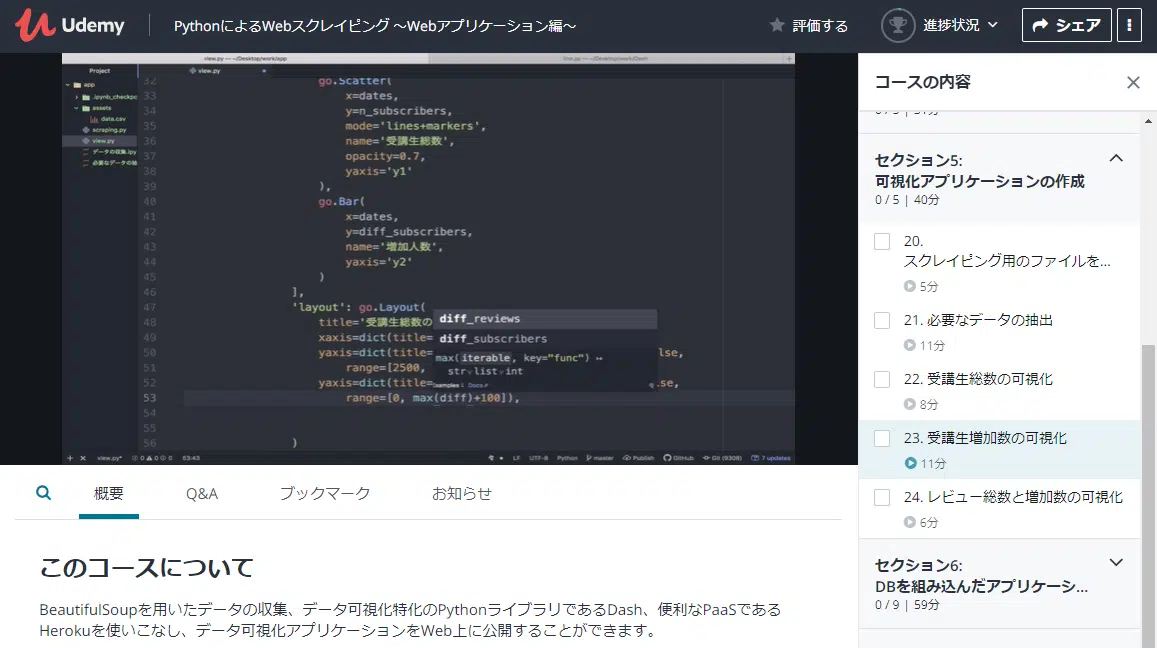 Udemy
PythonによるWebスクレイピング ～Webアプリケーション編～
評価する
進捗状況
シェア
view.py — ~/Desktop/work/app
Project
view.py
app
.ipynb_checkpc
assets
data.csv
scraping.py
view.py
データの収集.ipy
必要なデータの抽
32 go.Scatter(
33 x=dates,
34 y=n_subscribers,
35 mode='lines+markers',
36 name='受講生総数',
37 opacity=0.7,
38 yaxis='y1'
39 ),
40 go.Bar(
41 x=dates,
42 y=diff_subscribers,
43 name='増加人数',
44 yaxis='y2'
45 )
46 ],
47 'layout': go.Layout(
48 title='受講生総数の
49 xaxis=dict(title=
50 yaxis=dict(title= lse,
51 range=[2500,
52 yaxis=dict(title= se,
53 range=[0, max(diff)+100]),
54
55
56 )
diff_reviews
diff_subscribers
max(iterable, key="func")
str list int
view.py* 0 0 0 53:43
LF UTF-8 Python master Publish GitHub Git (9308) 7 updates
コースの内容
セクション5:
可視化アプリケーションの作成
0 / 5 | 40分
20.
スクレイピング用のファイルを...
5分
21. 必要なデータの抽出
11分
22. 受講生総数の可視化
8分
23. 受講生増加数の可視化
11分
24. レビュー総数と増加数の可視化
6分
セクション6:
DBを組み込んだアプリケーシ...
0 / 9 | 59分
概要
Q&A
ブックマーク
お知らせ
このコースについて
BeautifulSoupを用いたデータの収集、データ可視化特化のPythonライブラリであるDash、便利なPaaSである
Herokuを使いこなし、データ可視化アプリケーションをWeb上に公開することができます。